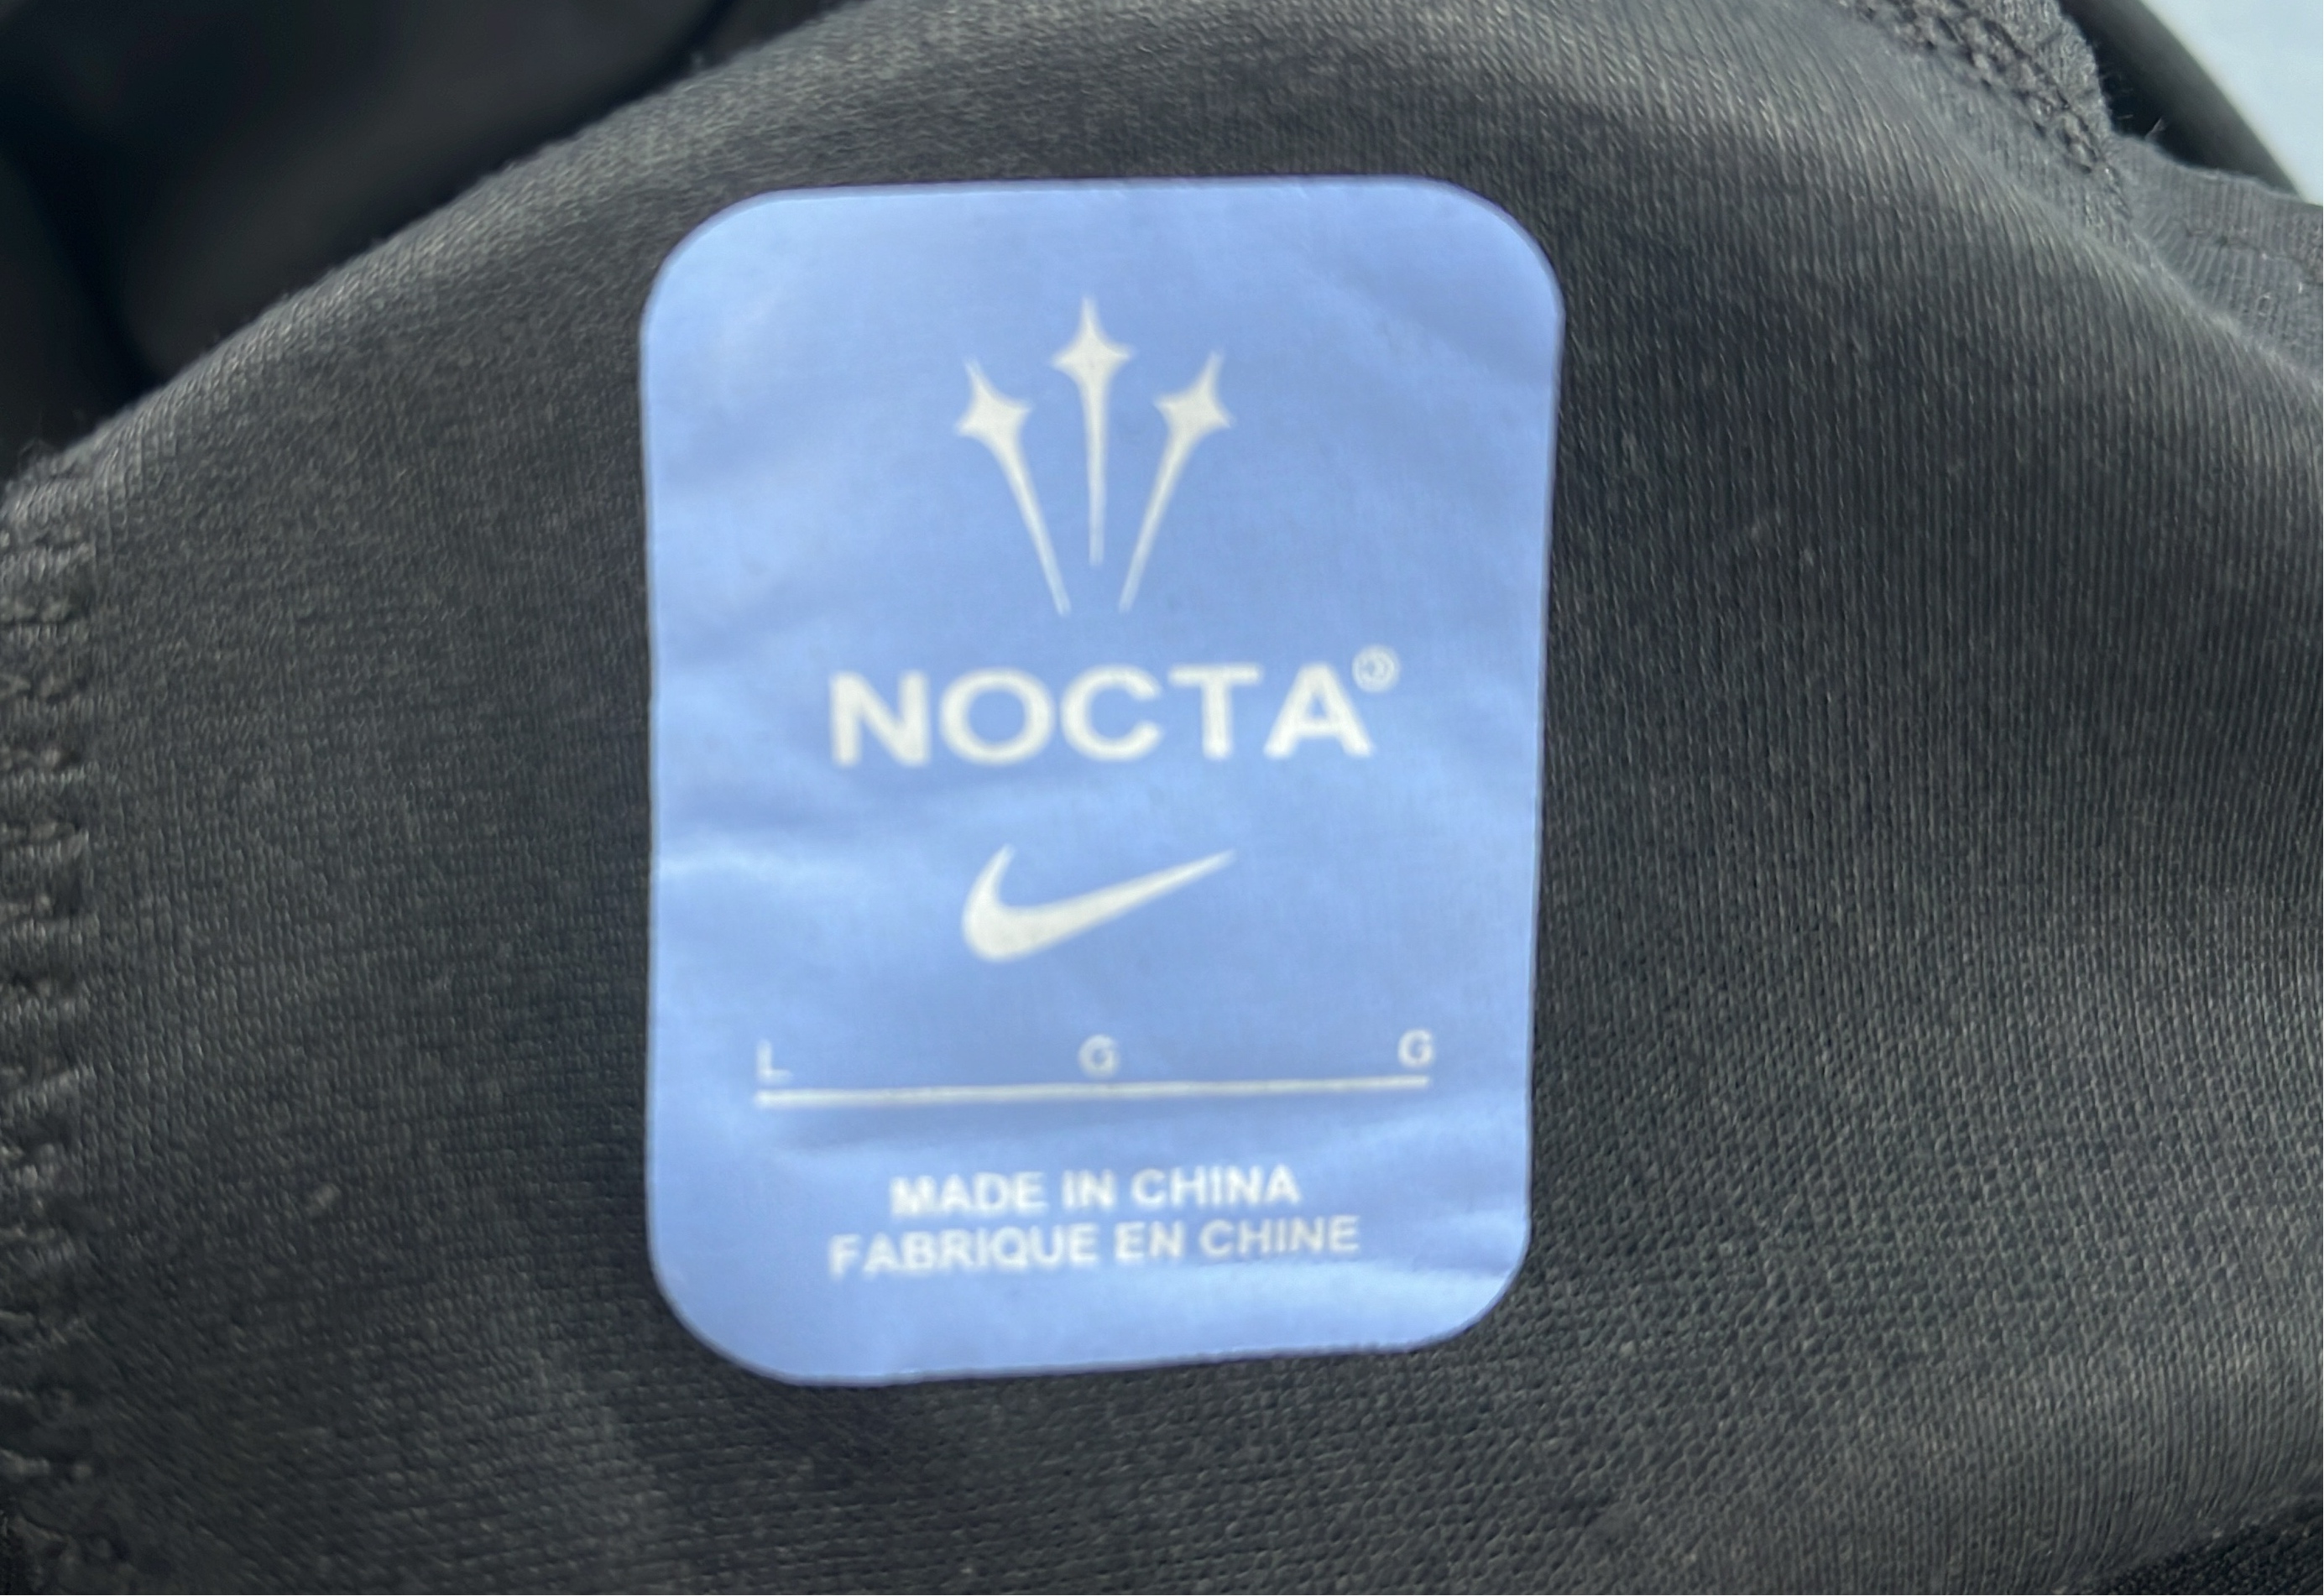 NOCTA®
L G G
MADE IN CHINA
FABRIQUE EN CHINE